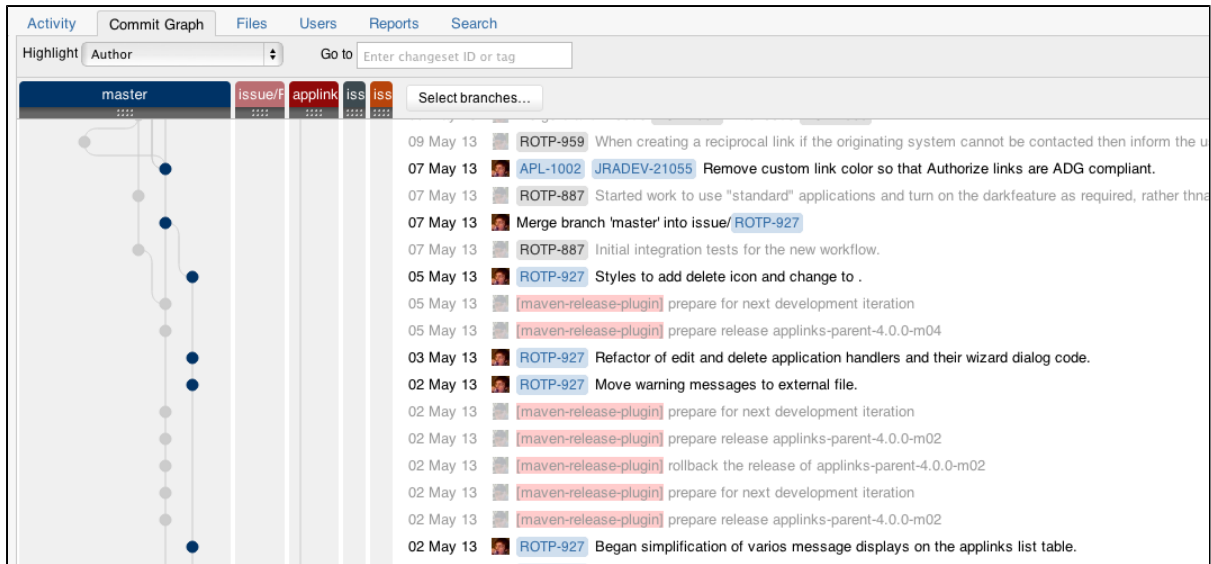 Activity Commit Graph Files Users Reports Search
Highlight Author Go to Enter changeset ID or tag
master issue/F applink iss iss Select branches...
09 May 13 ROTP-959 When creating a reciprocal link if the originating system cannot be contacted then inform the u
07 May 13 APL-1002 JRADEV-21055 Remove custom link color so that Authorize links are ADG compliant.
07 May 13 ROTP-887 Started work to use "standard" applications and turn on the darkfeature as required, rather thna
07 May 13 Merge branch 'master' into issue/ROTP-927
07 May 13 ROTP-887 Initial integration tests for the new workflow.
05 May 13 ROTP-927 Styles to add delete icon and change to .
05 May 13 [maven-release-plugin] prepare for next development iteration
05 May 13 [maven-release-plugin] prepare release applinks-parent-4.0.0-m04
03 May 13 ROTP-927 Refactor of edit and delete application handlers and their wizard dialog code.
02 May 13 ROTP-927 Move warning messages to external file.
02 May 13 [maven-release-plugin] prepare for next development iteration
02 May 13 [maven-release-plugin] prepare release applinks-parent-4.0.0-m02
02 May 13 [maven-release-plugin] rollback the release of applinks-parent-4.0.0-m02
02 May 13 [maven-release-plugin] prepare for next development iteration
02 May 13 [maven-release-plugin] prepare release applinks-parent-4.0.0-m02
02 May 13 ROTP-927 Began simplification of varios message displays on the applinks list table.